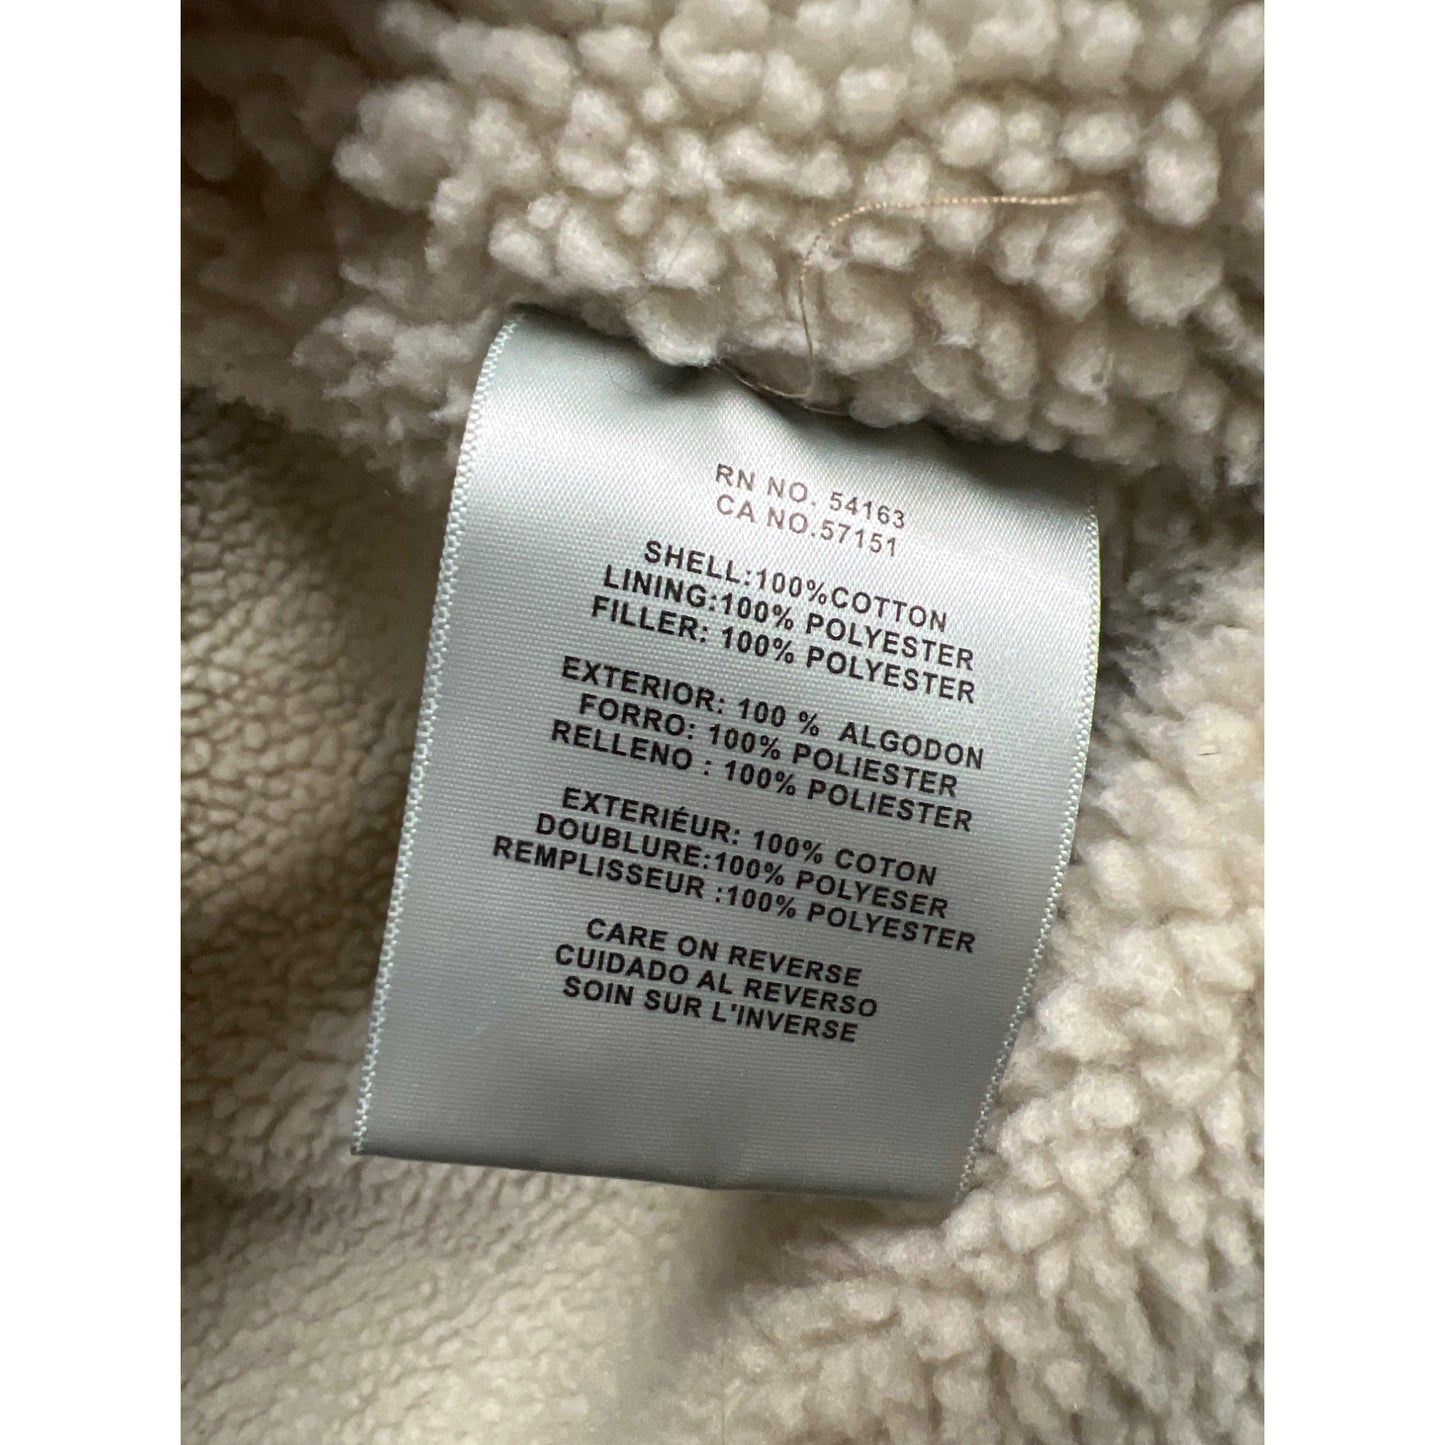 RN NO. 54163
CA NO.57151
SHELL:100%COTTON
LINING:100% POLYESTER
FILLER: 100% POLYESTER
EXTERIOR: 100 % ALGODON
FORRO: 100% POLIESTER
RELLENO : 100% POLIESTER
EXTERIÉUR: 100% COTON
DOUBLURE:100% POLYESER
REMPLISSEUR :100% POLYESTER
CARE ON REVERSE
CUIDADO AL REVERSO
SOIN SUR L'INVERSE